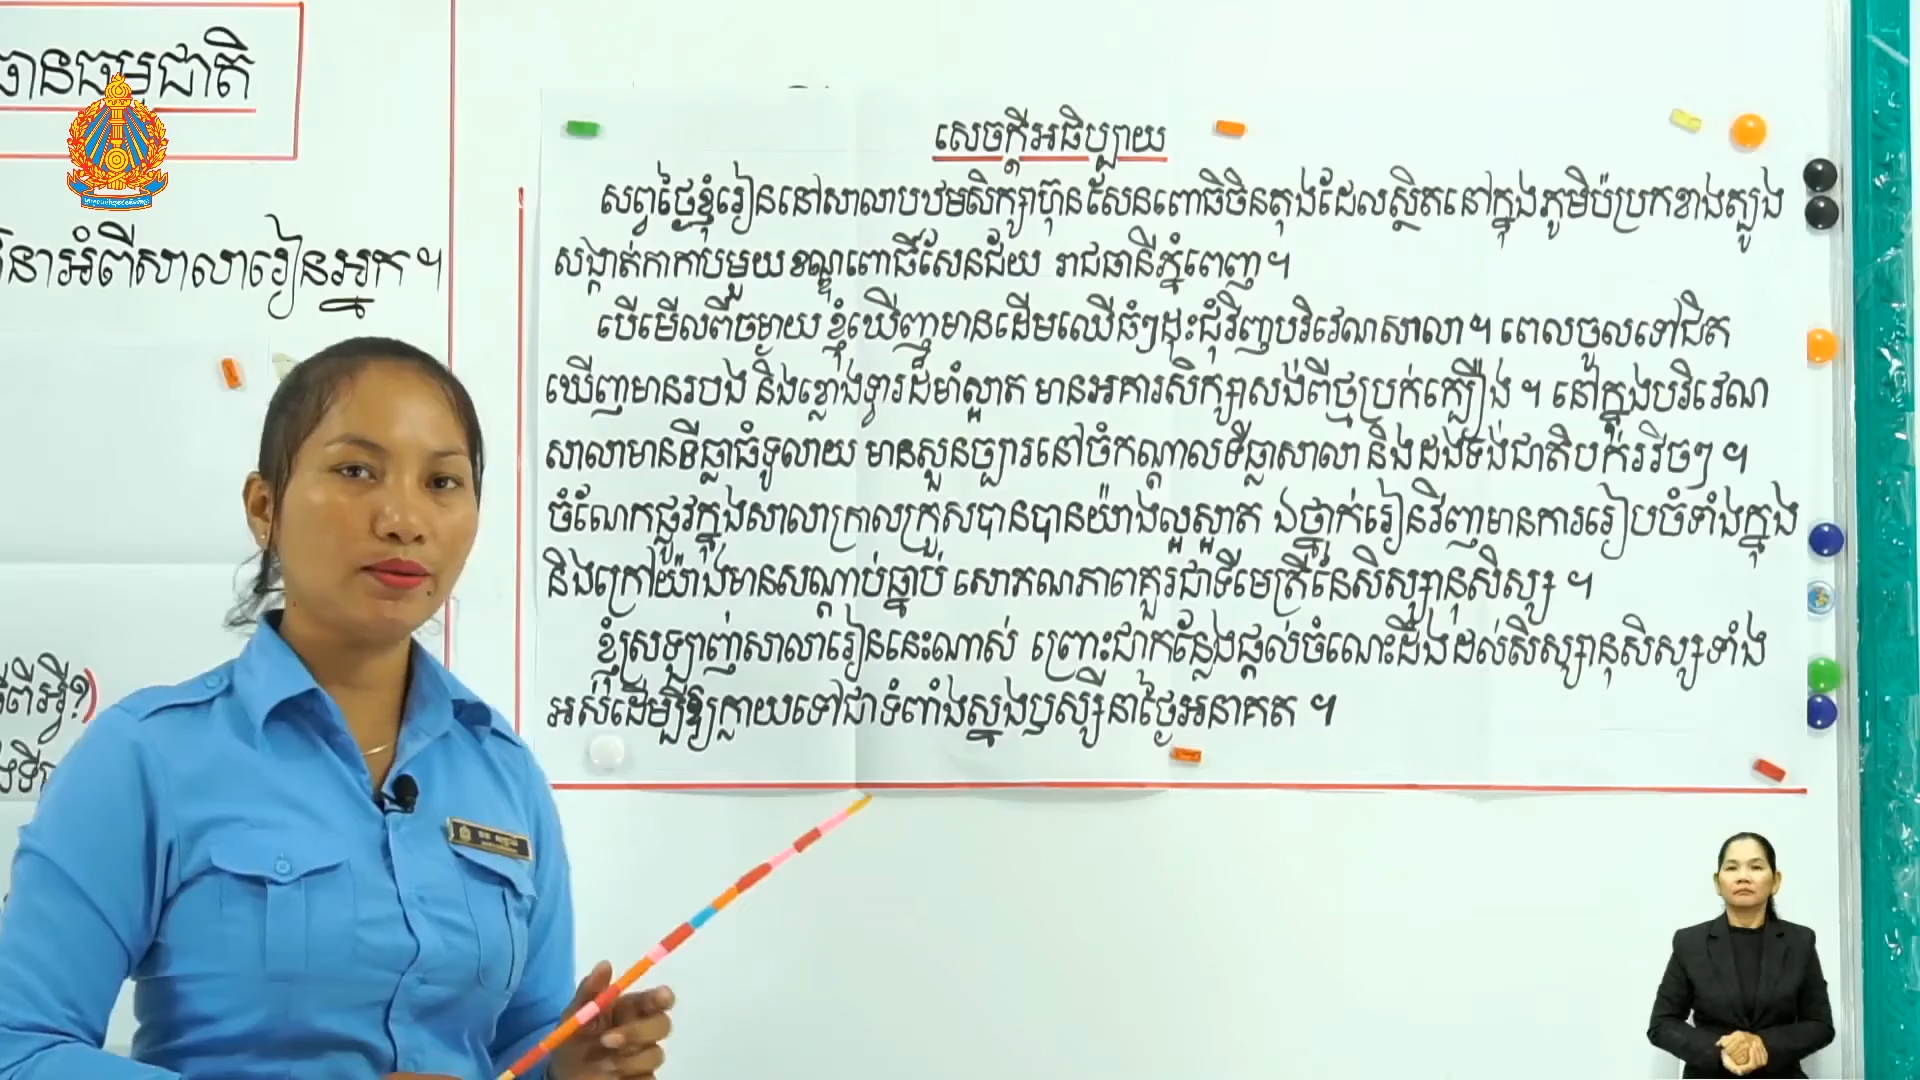 ធានធម្មជាតិ
នាអំពីសាលារៀនអ្នក។
ពីអ្វី?
សេចក្តីអធិប្បាយ
សព្វថ្ងៃខ្ញុំរៀននៅសាលាបឋមសិក្សាហ៊ុនសែនពោធិចិនតុងដែលស្ថិតនៅក្នុងភូមិប៉ប្រកខាងត្បូង
សង្កាត់កាកាបមួយ ខណ្ឌពោធិ៍សែនជ័យ រាជធានីភ្នំពេញ។
បើមើលពីចម្ងាយ ខ្ញុំឃើញមានដើមឈើធំៗដុះជុំវិញបរិវេណសាលា។ ពេលចូលទៅជិត
ឃើញមានរបង និងខ្លោងទ្វារដ៏មាំស្អាត មានអគារសិក្សាសង់ពីថ្មប្រក់ក្បឿង ។ នៅក្នុងបរិវេណ
សាលាមានទីធ្លាធំទូលាយ មានសួនច្បារនៅចំកណ្តាលទីធ្លាសាលា និងដងទង់ជាតិបក់រវិចៗ ។
ចំណែកផ្លូវក្នុងសាលាក្រាលក្រួសបានបានយ៉ាងល្អស្អាត ឯថ្នាក់រៀនវិញមានការរៀបចំទាំងក្នុង
និងក្រៅយ៉ាងមានសណ្តាប់ធ្នាប់ សោភណភាពគួរជាទីមេត្រីនៃសិស្សានុសិស្ស ។
ខ្ញុំស្រឡាញ់សាលារៀននេះណាស់ ព្រោះជាកន្លែងផ្តល់ចំណេះដឹងដល់សិស្សានុសិស្សទាំង
អស់ដើម្បីឱ្យក្លាយទៅជាទំពាំងស្នងឫស្សីនាថ្ងៃអនាគត ។